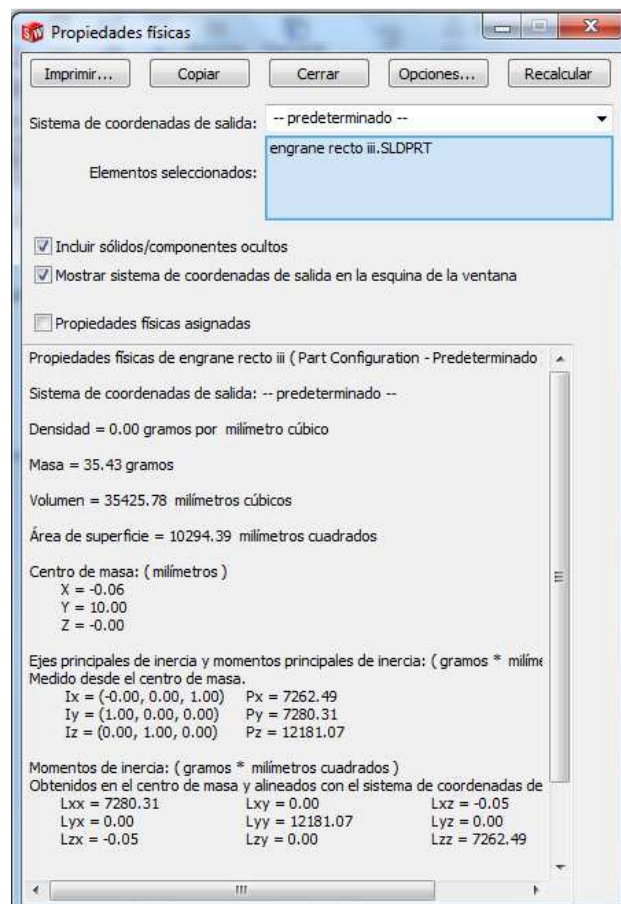 Propiedades físicas
Imprimir... Copiar Cerrar Opciones... Recalcular
Sistema de coordenadas de salida: -- predeterminado --
Elementos seleccionados: engrane recto iii.SLDPRT
Incluir sólidos/componentes ocultos
Mostrar sistema de coordenadas de salida en la esquina de la ventana
Propiedades físicas asignadas
Propiedades físicas de engrane recto iii ( Part Configuration - Predeterminado
Sistema de coordenadas de salida: -- predeterminado --
Densidad = 0.00 gramos por milímetro cúbico
Masa = 35.43 gramos
Volumen = 35425.78 milímetros cúbicos
Área de superficie = 10294.39 milímetros cuadrados
Centro de masa: ( milímetros )
X = -0.06
Y = 10.00
Z = -0.00
Ejes principales de inercia y momentos principales de inercia: ( gramos * milíme
Medido desde el centro de masa.
Ix = (-0.00, 0.00, 1.00) Px = 7262.49
Iy = (1.00, 0.00, 0.00) Py = 7280.31
Iz = (0.00, 1.00, 0.00) Pz = 12181.07
Momentos de inercia: ( gramos * milímetros cuadrados )
Obtenidos en el centro de masa y alineados con el sistema de coordenadas de
Lxx = 7280.31 Lxy = 0.00 Lxz = -0.05
Lyx = 0.00 Lyy = 12181.07 Lyz = 0.00
Lzx = -0.05 Lzy = 0.00 Lzz = 7262.49